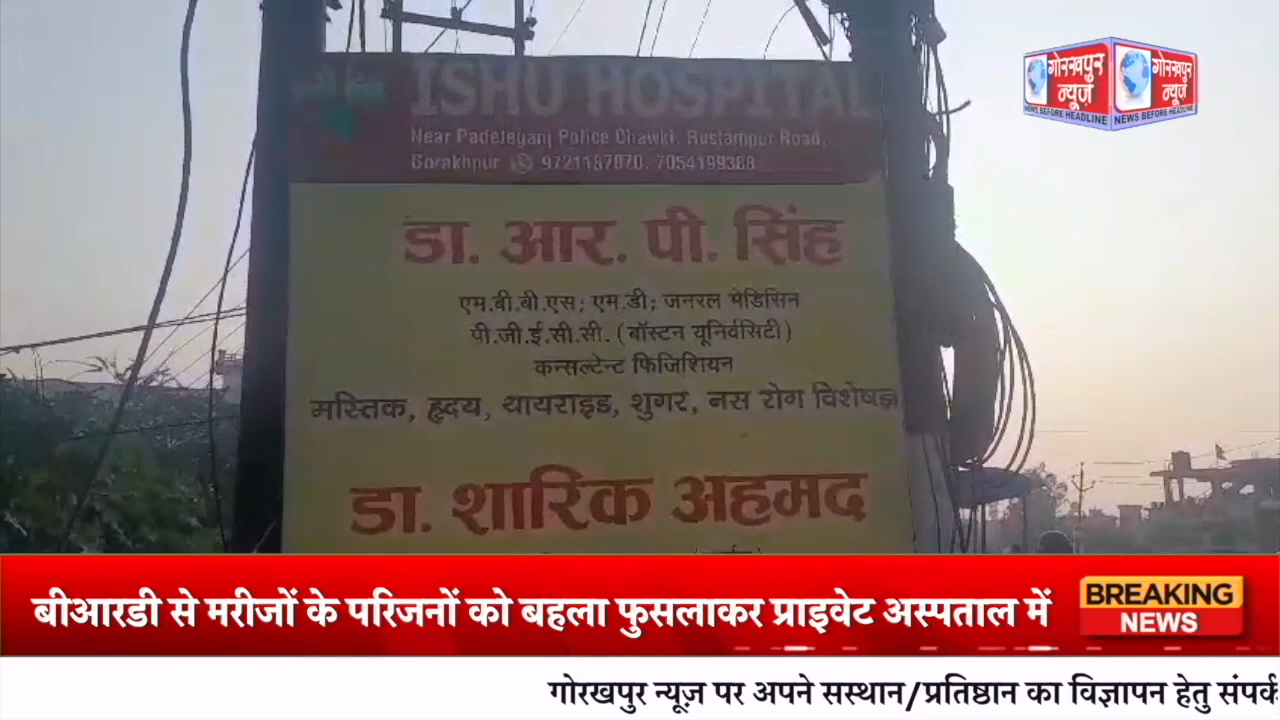 ISHU HOSPITAL
Near Padeleganj Police Chawki, Rustampur Road,
Gorakhpur 9721187070, 7054199388
डा. आर. पी. सिंह
एम.बी.बी.एस; एम.डी; जनरल मेडिसिन
पी.जी.ई.सी.सी. (बॉस्टन यूनिर्वसिटी)
कन्सल्टेन्ट फिजिशियन
मस्तिक, हृदय, थायराइड, शुगर, नस रोग विशेषज्ञ
डा. शारिक अहमद
गोरखपुर न्यूज़
NEWS BEFORE HEADLINE
गोरखपुर न्यूज़
NEWS BEFORE HEADLINE
बीआरडी से मरीजों के परिजनों को बहला फुसलाकर प्राइवेट अस्पताल में
BREAKING NEWS
गोरखपुर न्यूज़ पर अपने सस्थान/प्रतिष्ठान का विज्ञापन हेतु संपर्क